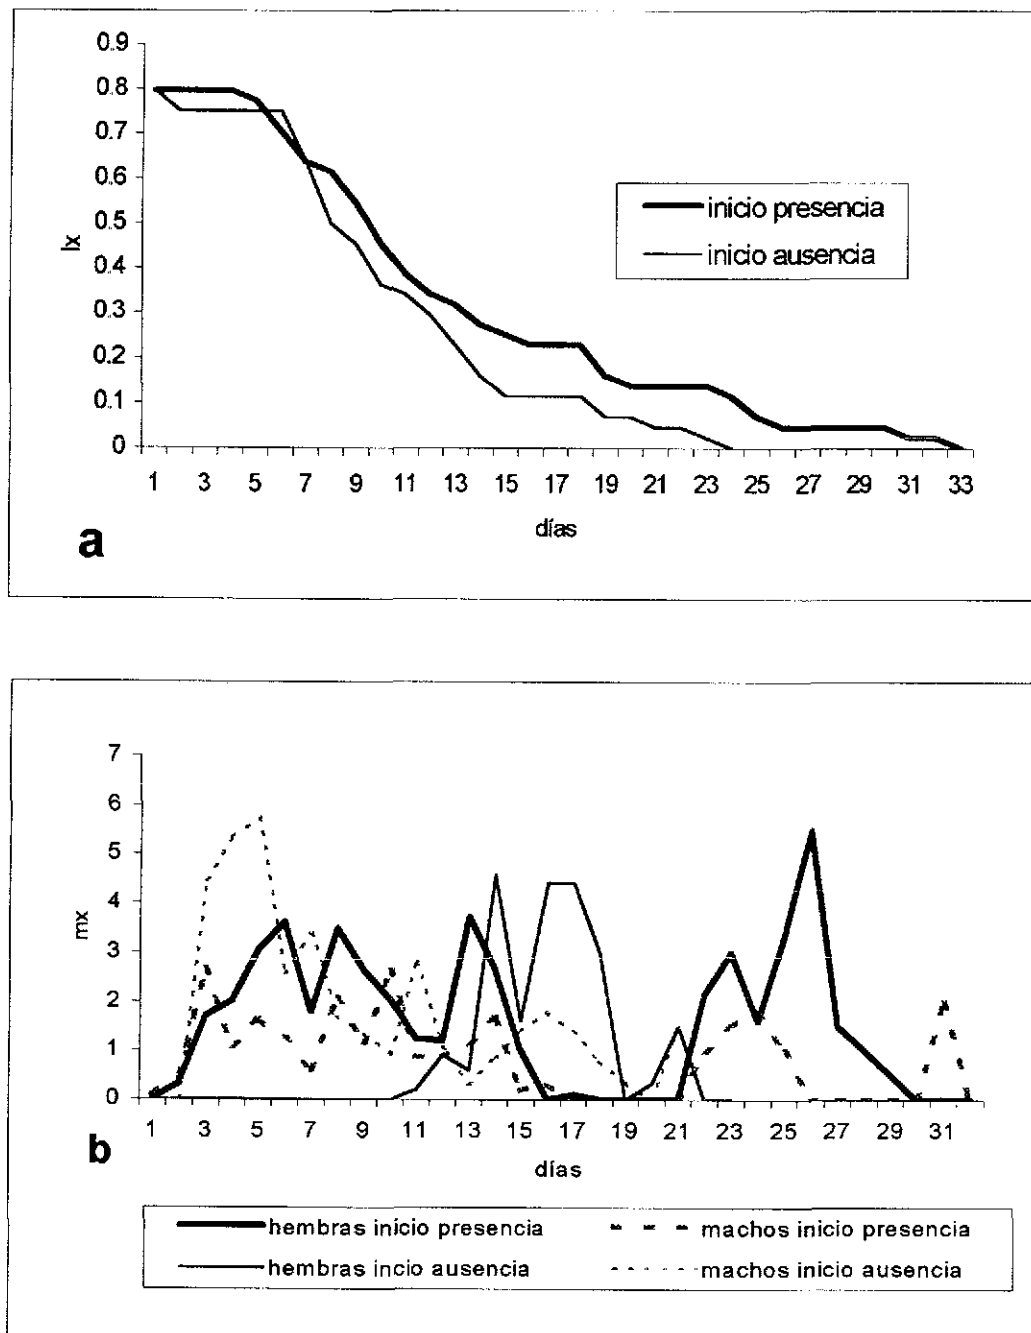 0.9
0.8
0.7
0.6
0.5
0.4
0.3
0.2
0.1
0
lx
inicio presencia
inicio ausencia
1 3 5 7 9 11 13 15 17 19 21 23 25 27 29 31 33
días
a
7
6
5
4
3
2
1
0
mx
1 3 5 7 9 11 13 15 17 19 21 23 25 27 29 31
días
b
hembras inicio presencia machos inicio presencia
hembras incio ausencia machos inicio ausencia